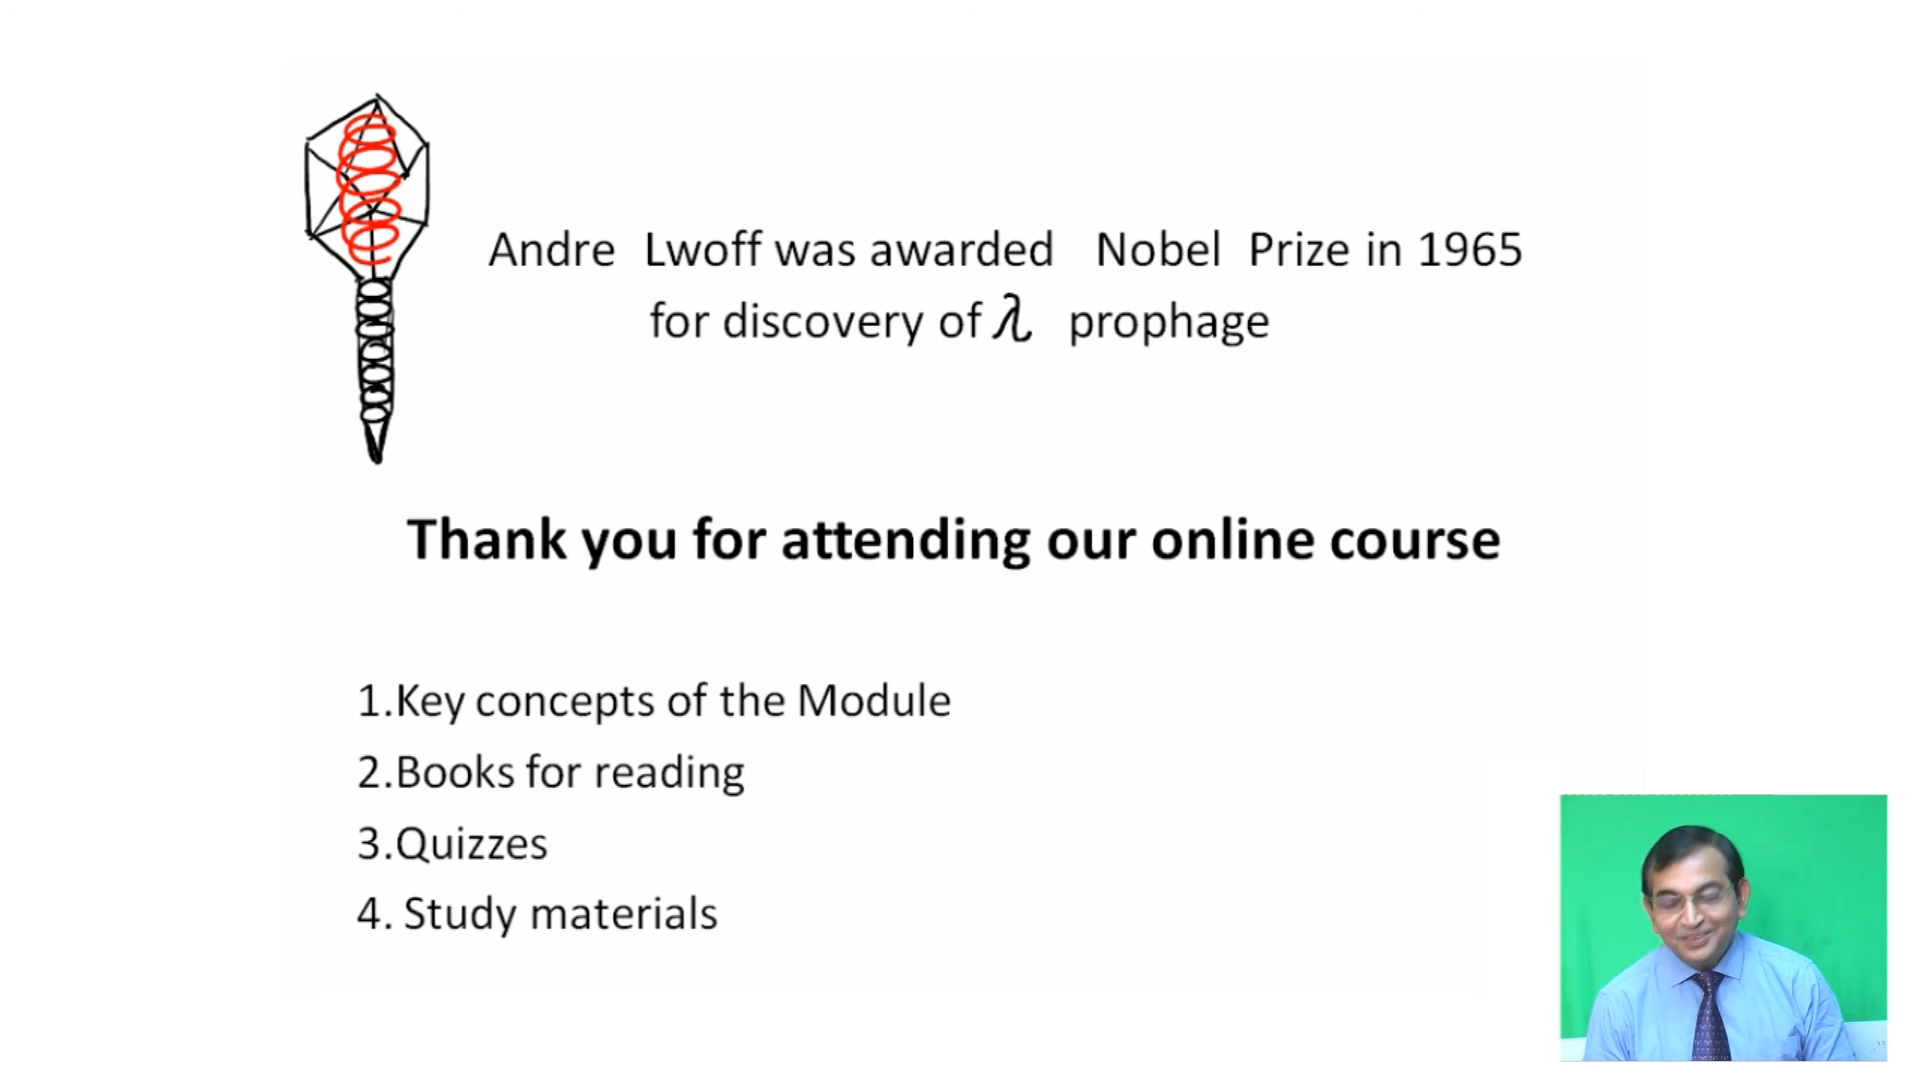 Andre Lwoff was awarded Nobel Prize in 1965
for discovery of λ prophage
Thank you for attending our online course
1.Key concepts of the Module
2.Books for reading
3.Quizzes
4. Study materials